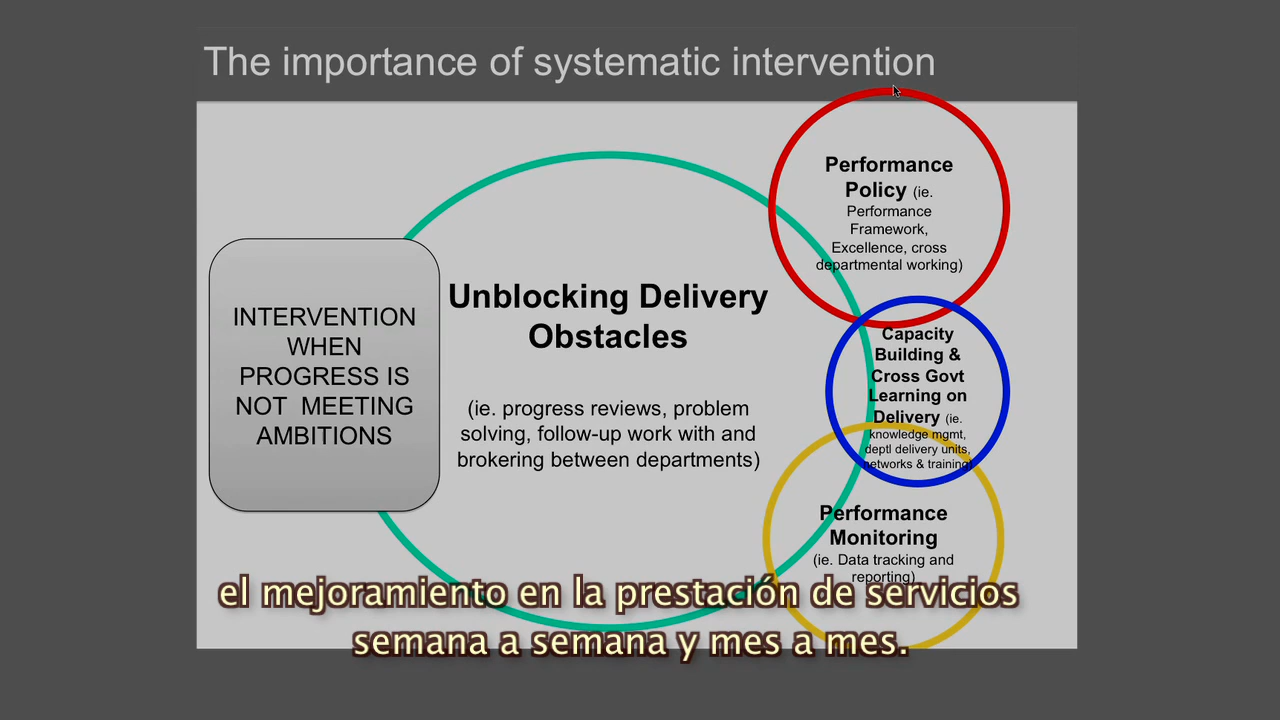 The importance of systematic intervention
INTERVENTION
WHEN
PROGRESS IS
NOT MEETING
AMBITIONS
Unblocking Delivery
Obstacles
(ie. progress reviews, problem
solving, follow-up work with and
brokering between departments)
Performance
Policy (ie.
Performance
Framework,
Excellence, cross
departmental working)
Capacity
Building &
Cross Govt
Learning on
Delivery (ie.
knowledge mgmt,
deptl delivery units,
networks & training)
Performance
Monitoring
(ie. Data tracking and
reporting)
el mejoramiento en la prestación de servicios
semana a semana y mes a mes.